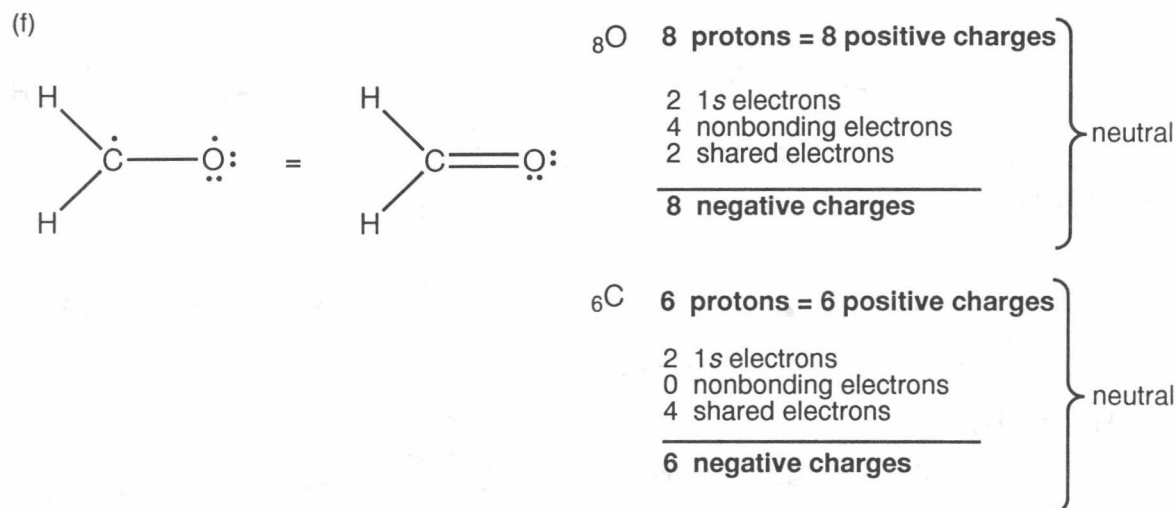 (f)
₈O 8 protons = 8 positive charges
2 1s electrons
4 nonbonding electrons
2 shared electrons
8 negative charges
neutral
H
H
Ċ — Ȯ:
..
=
H
H
C = O:
..
₆C 6 protons = 6 positive charges
2 1s electrons
0 nonbonding electrons
4 shared electrons
6 negative charges
neutral